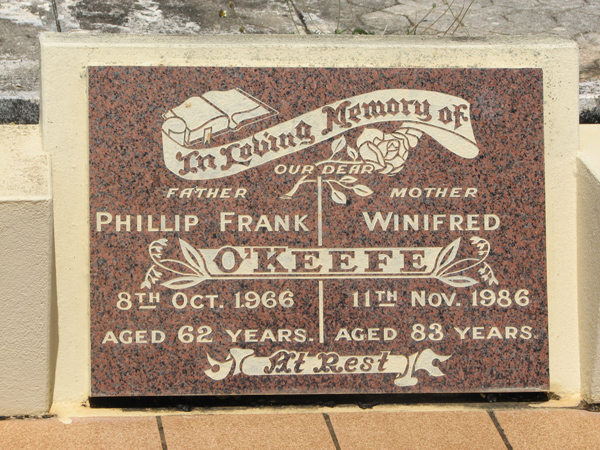 In Loving Memory of
OUR DEAR
FATHER MOTHER
PHILLIP FRANK WINIFRED
O'KEEFE
8TH OCT. 1966 11TH NOV. 1986
AGED 62 YEARS. AGED 83 YEARS.
At Rest